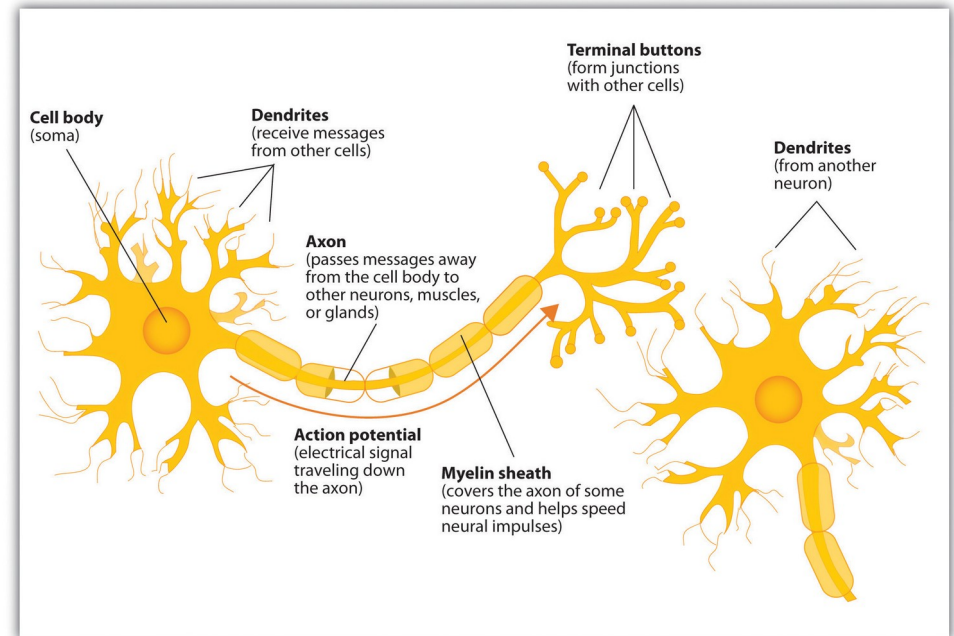 Terminal buttons
(form junctions
with other cells)
Cell body
(soma)
Dendrites
(receive messages
from other cells)
Dendrites
(from another
neuron)
Axon
(passes messages away
from the cell body to
other neurons, muscles,
or glands)
Action potential
(electrical signal
traveling down
the axon)
Myelin sheath
(covers the axon of some
neurons and helps speed
neural impulses)